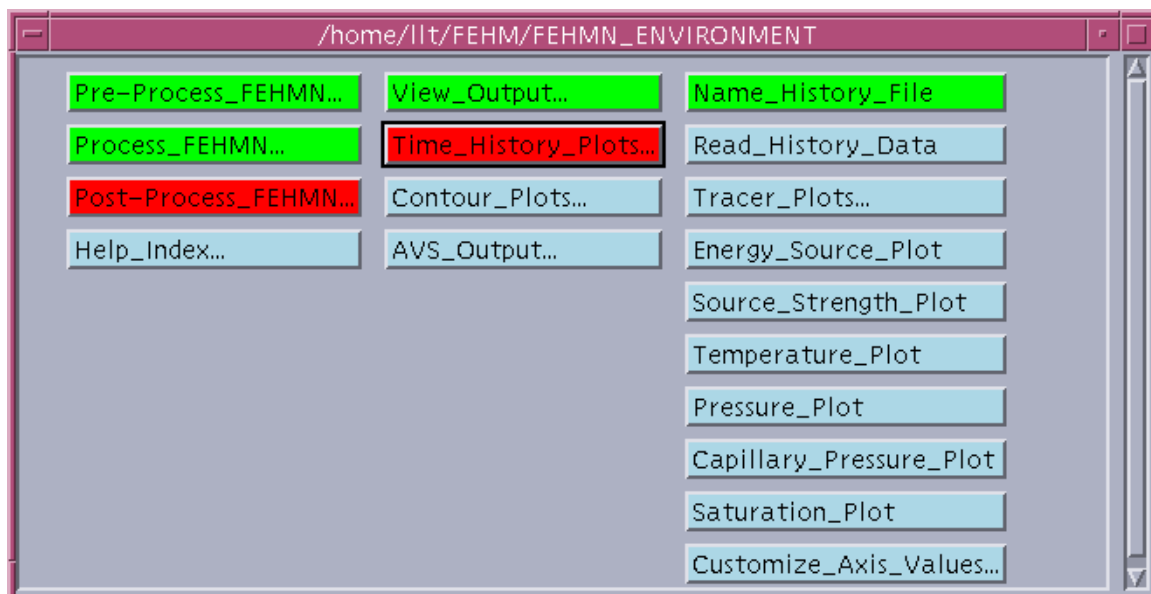 /home/llt/FEHM/FEHMN_ENVIRONMENT
Pre-Process_FEHMN...
Process_FEHMN...
Post-Process_FEHMN...
Help_Index...
View_Output...
Time_History_Plots...
Contour_Plots...
AVS_Output...
Name_History_File
Read_History_Data
Tracer_Plots...
Energy_Source_Plot
Source_Strength_Plot
Temperature_Plot
Pressure_Plot
Capillary_Pressure_Plot
Saturation_Plot
Customize_Axis_Values...